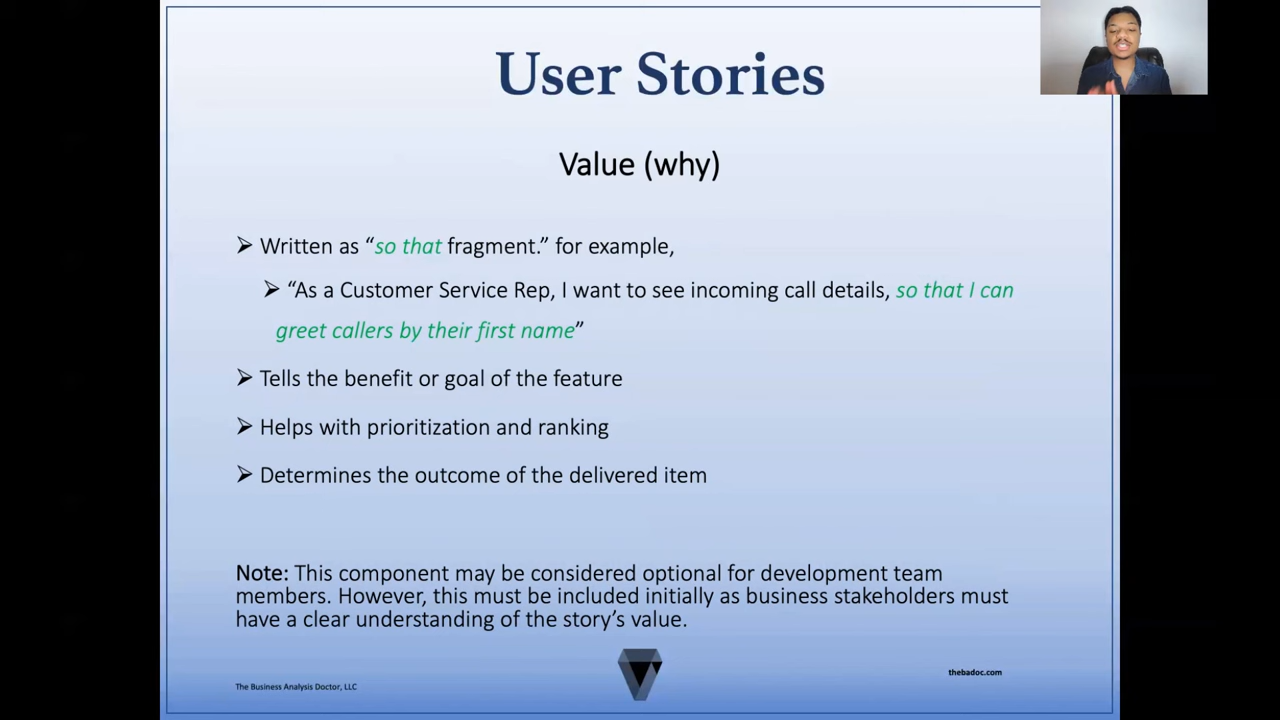 User Stories
Value (why)
➢ Written as “so that fragment.” for example,
➢ “As a Customer Service Rep, I want to see incoming call details, so that I can
greet callers by their first name”
➢ Tells the benefit or goal of the feature
➢ Helps with prioritization and ranking
➢ Determines the outcome of the delivered item
Note: This component may be considered optional for development team
members. However, this must be included initially as business stakeholders must
have a clear understanding of the story’s value.
The Business Analysis Doctor, LLC
thebadoc.com